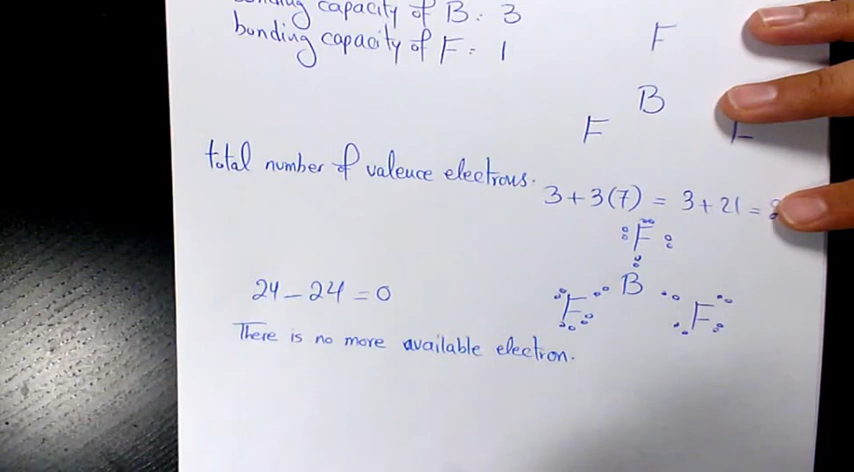 capacity of B: 3
bonding capacity of F: 1
F
B
F
total number of valence electrons.
3+3(7) = 3+21 =
F
B
F F
24-24=0
There is no more available electron.